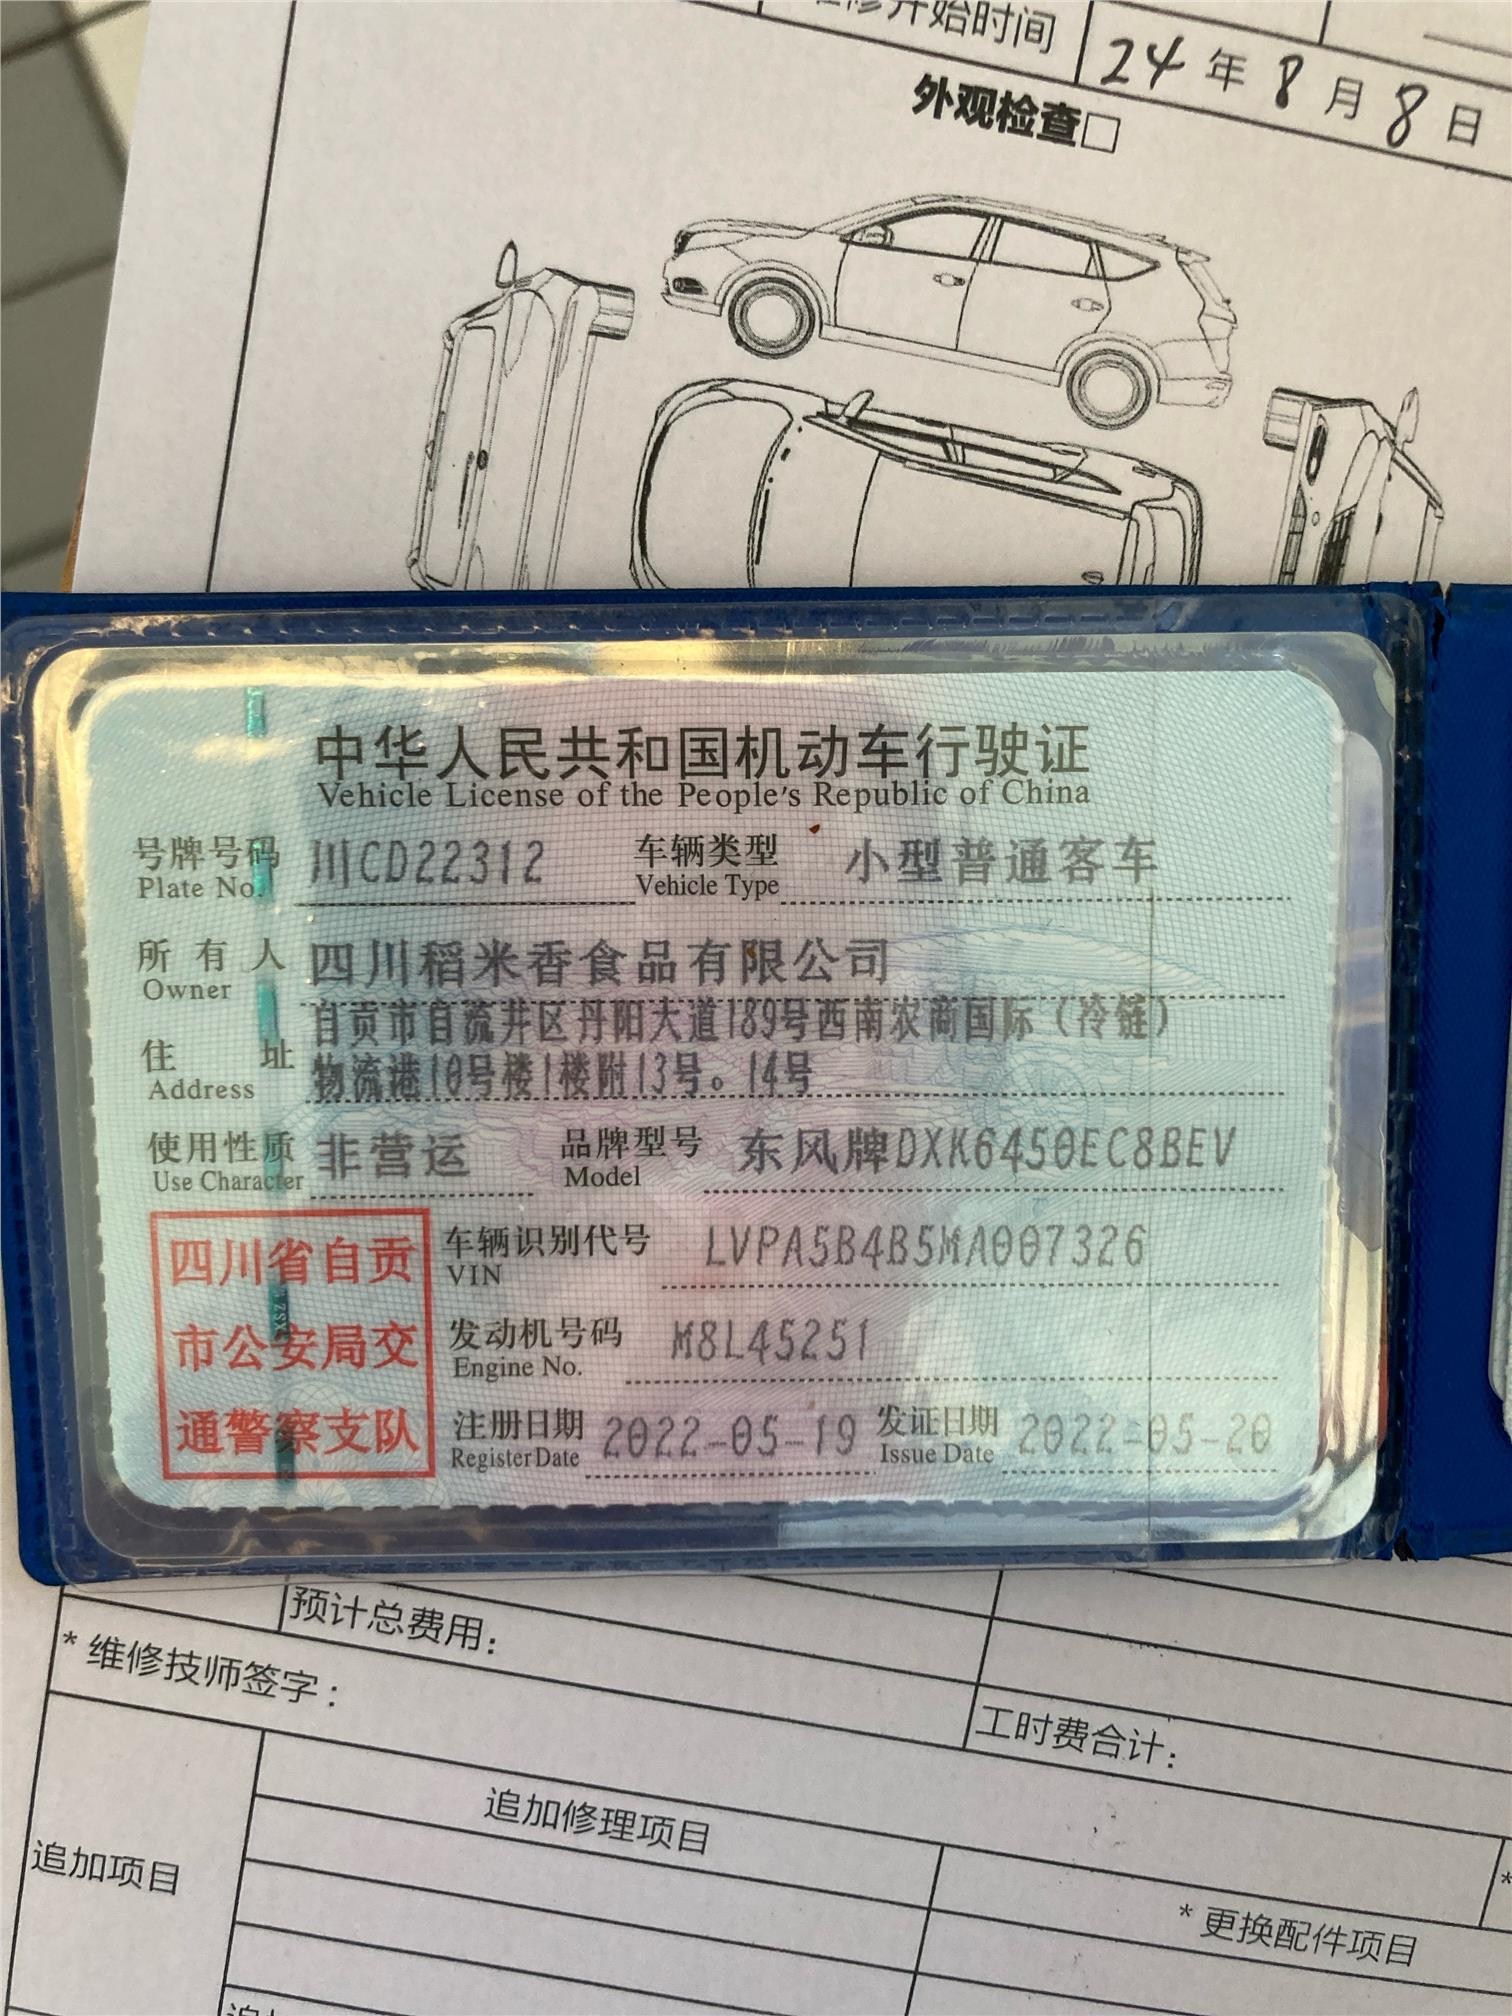 维修开始时间
24年8月8日
外观检查□
中华人民共和国机动车行驶证
Vehicle License of the People's Republic of China
号牌号码 川CD22312 车辆类型 小型普通客车
Plate No. Vehicle Type
所有人 四川稻米香食品有限公司
Owner
住址 自贡市自流井区丹阳大道189号西南农商国际（冷链）
Address 物流港10号楼1楼附13号。14号
使用性质 非营运 品牌型号 东风牌DXK6450EC8BEV
Use Character Model
四川省自贡
市公安局交
通警察支队
车辆识别代号 LVPA5B4B5MA007326
VIN
发动机号码 M8L45251
Engine No.
注册日期 2022-05-19 发证日期 2022-05-20
Register Date Issue Date
预计总费用：
* 维修技师签字：
工时费合计：
追加修理项目
追加项目
* 更换配件项目